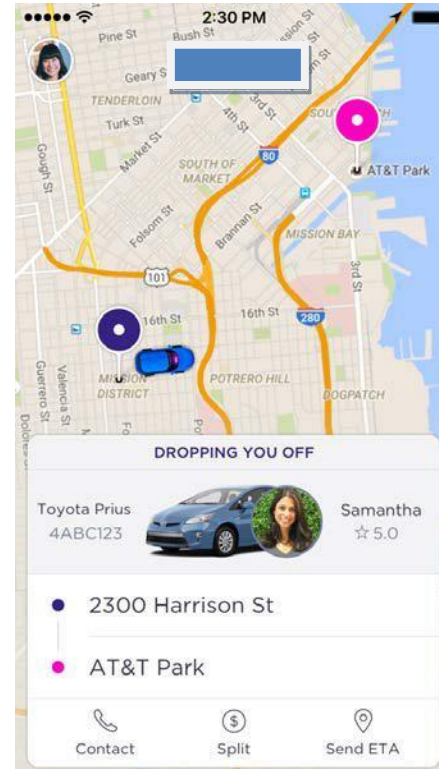 2:30 PM
Pine St
Bush St
Geary S
TENDERLOIN
Turk St
4th St
3rd St
Market St
Gough St
80
AT&T Park
SOUTH OF
MARKET
Folsom St
Brannan St
MISSION BAY
101
3rd St
16th St
16th St
280
Guerrero St
Valencia St
DISTRICT
POTRERO HILL
DOGPATCH
DROPPING YOU OFF
Toyota Prius
4ABC123
Samantha
☆ 5.0
2300 Harrison St
AT&T Park
Contact
Split
Send ETA